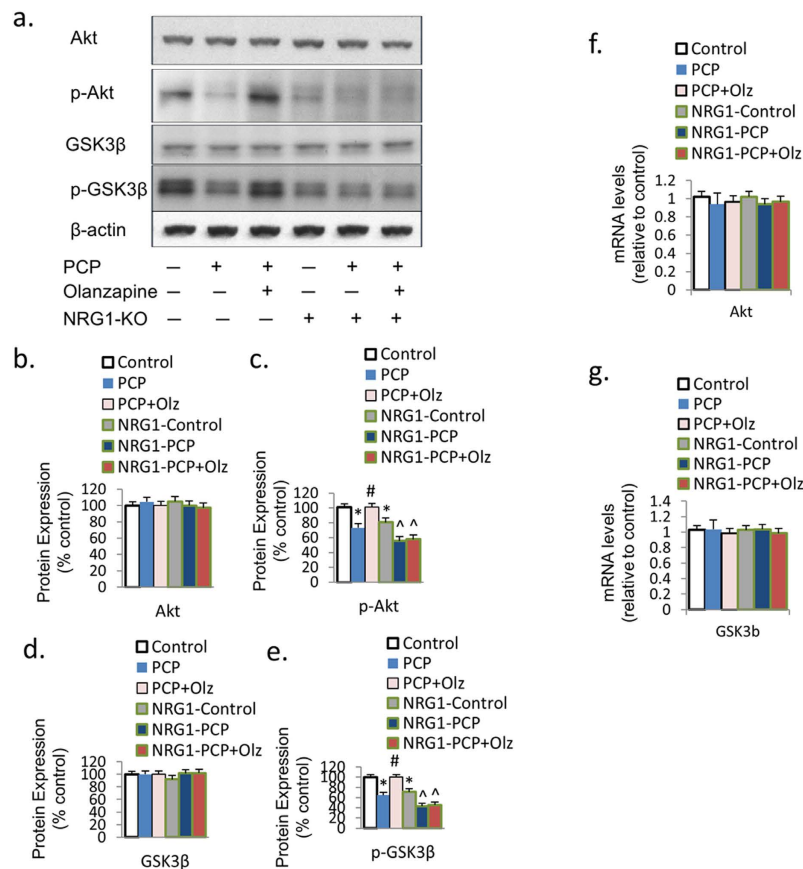 a.
Akt
p-Akt
GSK3β
p-GSK3β
β-actin
PCP – + + – + +
Olanzapine + +
NRG1-KO – – – + + +
b.
Control
PCP
PCP+Olz
NRG1-Control
NRG1-PCP
NRG1-PCP+Olz
Protein Expression
(% control)
120
100
80
60
40
20
0
Akt
c.
Control
PCP
PCP+Olz
NRG1-Control
NRG1-PCP
NRG1-PCP+Olz
Protein Expression
(% control)
120
100
80
60
40
20
0
* # * ^ ^
p-Akt
d.
Control
PCP
PCP+Olz
NRG1-Control
NRG1-PCP
NRG1-PCP+Olz
Protein Expression
(% control)
120
100
80
60
40
20
0
GSK3β
e.
Control
PCP
PCP+Olz
NRG1-Control
NRG1-PCP
NRG1-PCP+Olz
Protein Expression
(% control)
120
100
80
60
40
20
0
* # * ^ ^
p-GSK3β
f.
Control
PCP
PCP+Olz
NRG1-Control
NRG1-PCP
NRG1-PCP+Olz
mRNA levels
(relative to control)
1.2
1
0.8
0.6
0.4
0.2
0
Akt
g.
Control
PCP
PCP+Olz
NRG1-Control
NRG1-PCP
NRG1-PCP+Olz
mRNA levels
(relative to control)
1.4
1.2
1
0.8
0.6
0.4
0.2
0
GSK3b